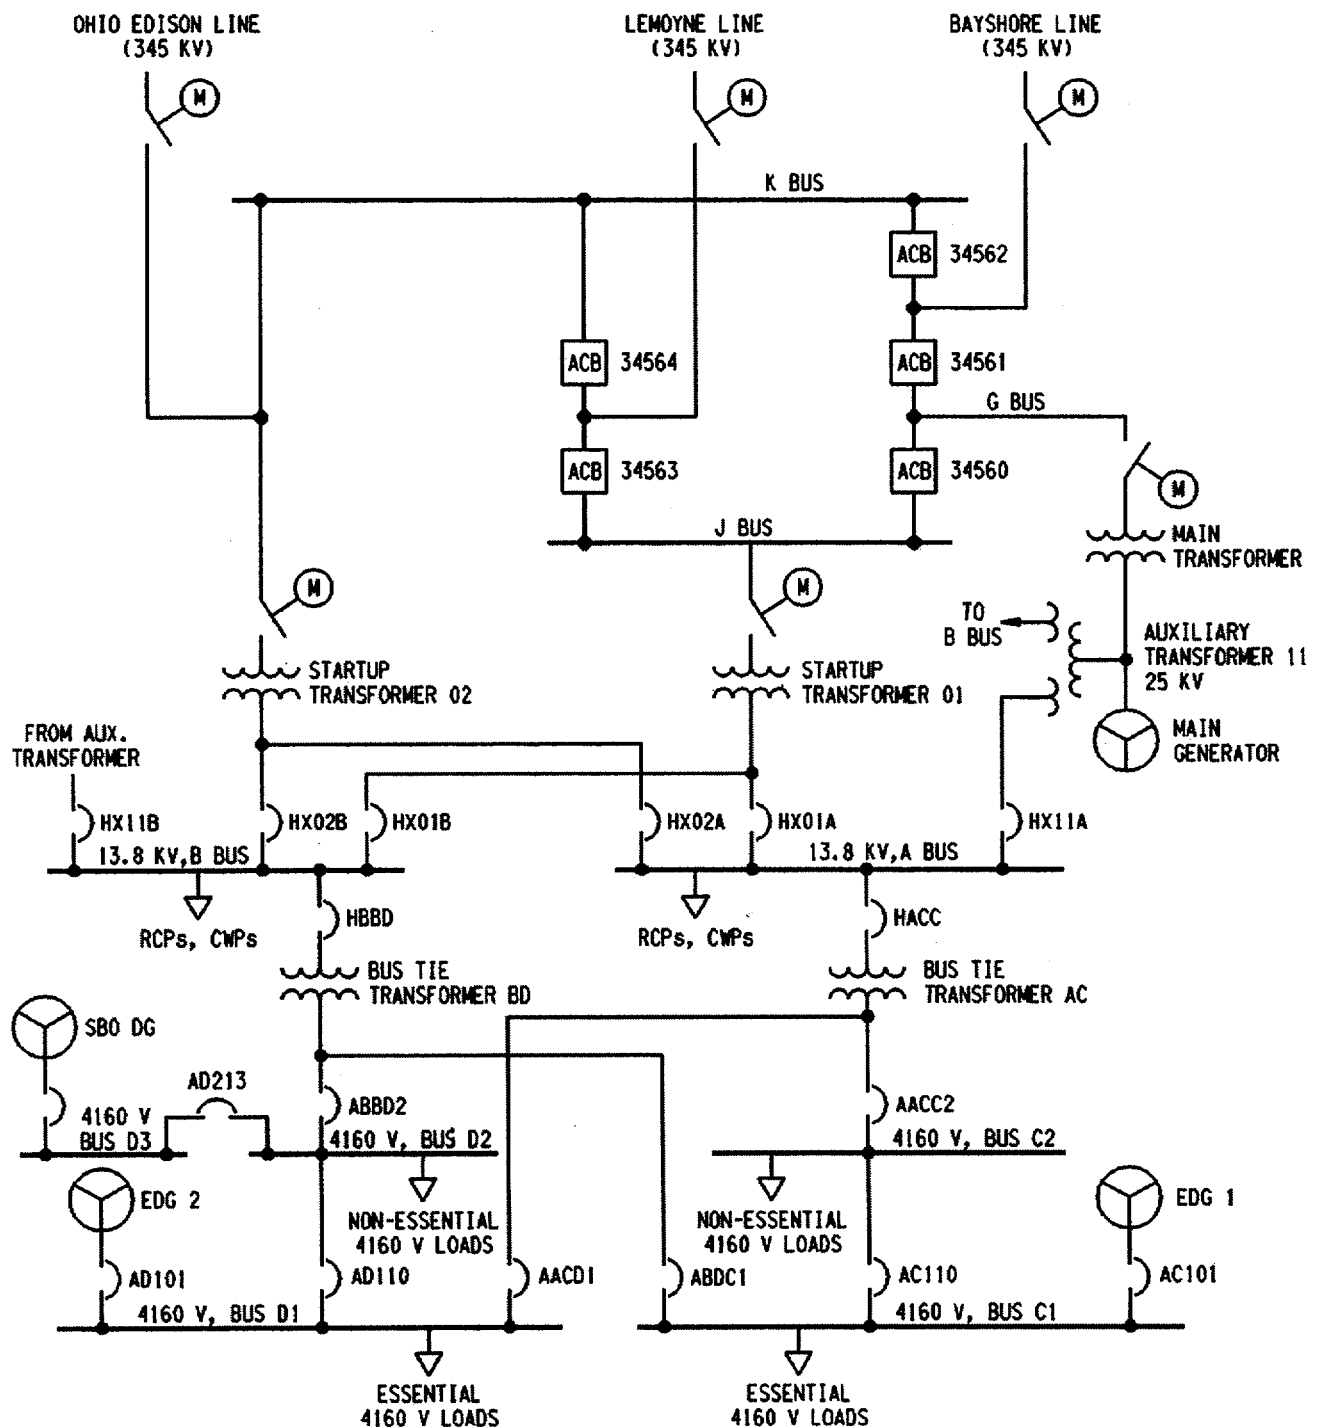 OHIO EDISON LINE
(345 KV)
LEMOYNE LINE
(345 KV)
BAYSHORE LINE
(345 KV)
M
M
M
K BUS
ACB 34562
ACB 34564
ACB 34561
G BUS
ACB 34563
ACB 34560
M
J BUS
MAIN
TRANSFORMER
M
M
TO
B BUS
AUXILIARY
TRANSFORMER 11
25 KV
STARTUP
TRANSFORMER 02
STARTUP
TRANSFORMER 01
FROM AUX.
TRANSFORMER
MAIN
GENERATOR
HX11B
HX02B
HX01B
HX02A
HX01A
HX11A
13.8 KV,B BUS
13.8 KV,A BUS
RCPs, CWPs
HBBD
RCPs, CWPs
HACC
BUS TIE
TRANSFORMER BD
BUS TIE
TRANSFORMER AC
SBO DG
AD213
4160 V
BUS D3
ABBD2
4160 V, BUS D2
AACC2
4160 V, BUS C2
EDG 2
NON-ESSENTIAL
4160 V LOADS
NON-ESSENTIAL
4160 V LOADS
EDG 1
AD101
AD110
AACD1
ABDC1
AC110
AC101
4160 V, BUS D1
4160 V, BUS C1
ESSENTIAL
4160 V LOADS
ESSENTIAL
4160 V LOADS